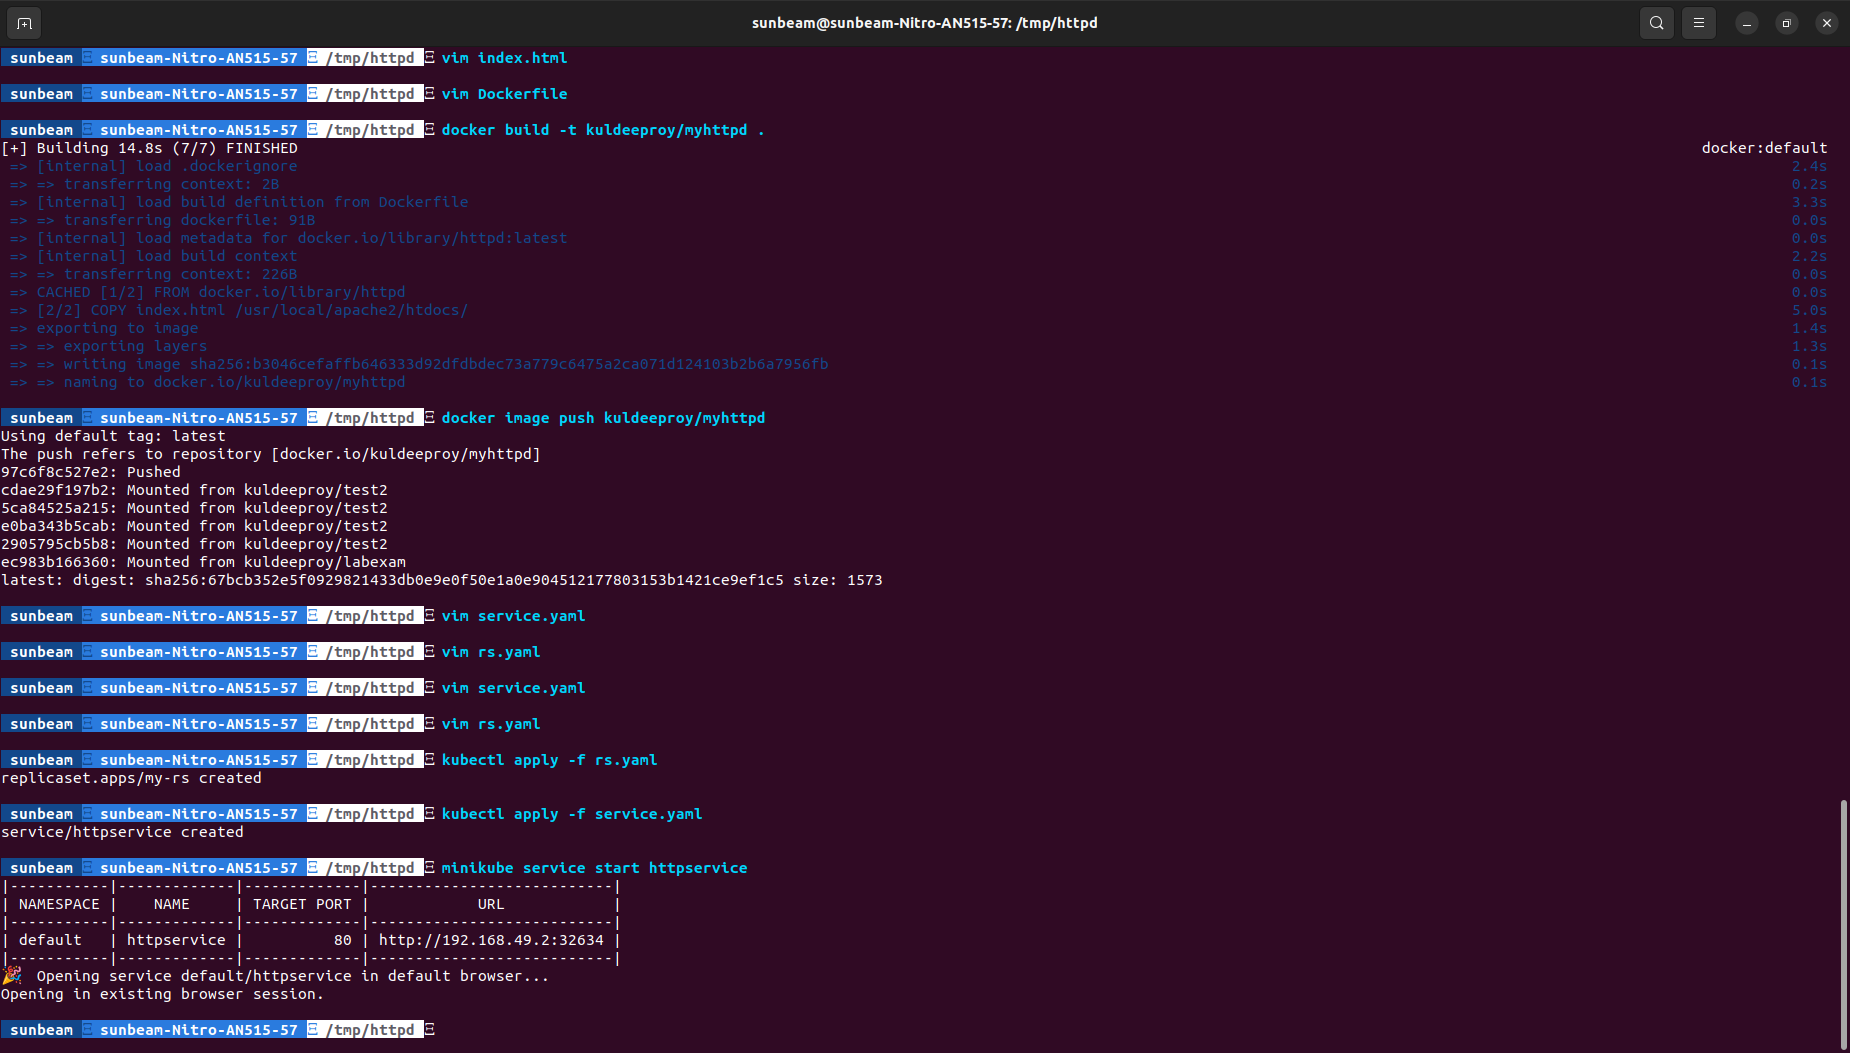 sunbeam@sunbeam-Nitro-AN515-57: /tmp/httpd
sunbeam sunbeam-Nitro-AN515-57 /tmp/httpd vim index.html
sunbeam sunbeam-Nitro-AN515-57 /tmp/httpd vim Dockerfile
sunbeam sunbeam-Nitro-AN515-57 /tmp/httpd docker build -t kuldeeproy/myhttpd .
[+] Building 14.8s (7/7) FINISHED docker:default
=> [internal] load .dockerignore 2.4s
=> => transferring context: 2B 0.2s
=> [internal] load build definition from Dockerfile 3.3s
=> => transferring dockerfile: 91B 0.0s
=> [internal] load metadata for docker.io/library/httpd:latest 0.0s
=> [internal] load build context 2.2s
=> => transferring context: 226B 0.0s
=> CACHED [1/2] FROM docker.io/library/httpd 0.0s
=> [2/2] COPY index.html /usr/local/apache2/htdocs/ 5.0s
=> exporting to image 1.4s
=> => exporting layers 1.3s
=> => writing image sha256:b3046cefaffb646333d92dfdbdec73a779c6475a2ca071d124103b2b6a7956fb 0.1s
=> => naming to docker.io/kuldeeproy/myhttpd 0.1s
sunbeam sunbeam-Nitro-AN515-57 /tmp/httpd docker image push kuldeeproy/myhttpd
Using default tag: latest
The push refers to repository [docker.io/kuldeeproy/myhttpd]
97c6f8c527e2: Pushed
cdae29f197b2: Mounted from kuldeeproy/test2
5ca84525a215: Mounted from kuldeeproy/test2
e0ba343b5cab: Mounted from kuldeeproy/test2
2905795cb5b8: Mounted from kuldeeproy/test2
ec983b166360: Mounted from kuldeeproy/labexam
latest: digest: sha256:67bcb352e5f0929821433db0e9e0f50e1a0e904512177803153b1421ce9ef1c5 size: 1573
sunbeam sunbeam-Nitro-AN515-57 /tmp/httpd vim service.yaml
sunbeam sunbeam-Nitro-AN515-57 /tmp/httpd vim rs.yaml
sunbeam sunbeam-Nitro-AN515-57 /tmp/httpd vim service.yaml
sunbeam sunbeam-Nitro-AN515-57 /tmp/httpd vim rs.yaml
sunbeam sunbeam-Nitro-AN515-57 /tmp/httpd kubectl apply -f rs.yaml
replicaset.apps/my-rs created
sunbeam sunbeam-Nitro-AN515-57 /tmp/httpd kubectl apply -f service.yaml
service/httpservice created
sunbeam sunbeam-Nitro-AN515-57 /tmp/httpd minikube service start httpservice
|-----------|-------------|-------------|---------------------------|
| NAMESPACE | NAME | TARGET PORT | URL |
|-----------|-------------|-------------|---------------------------|
| default | httpservice | 80 | http://192.168.49.2:32634 |
|-----------|-------------|-------------|---------------------------|
🎉 Opening service default/httpservice in default browser...
Opening in existing browser session.
sunbeam sunbeam-Nitro-AN515-57 /tmp/httpd